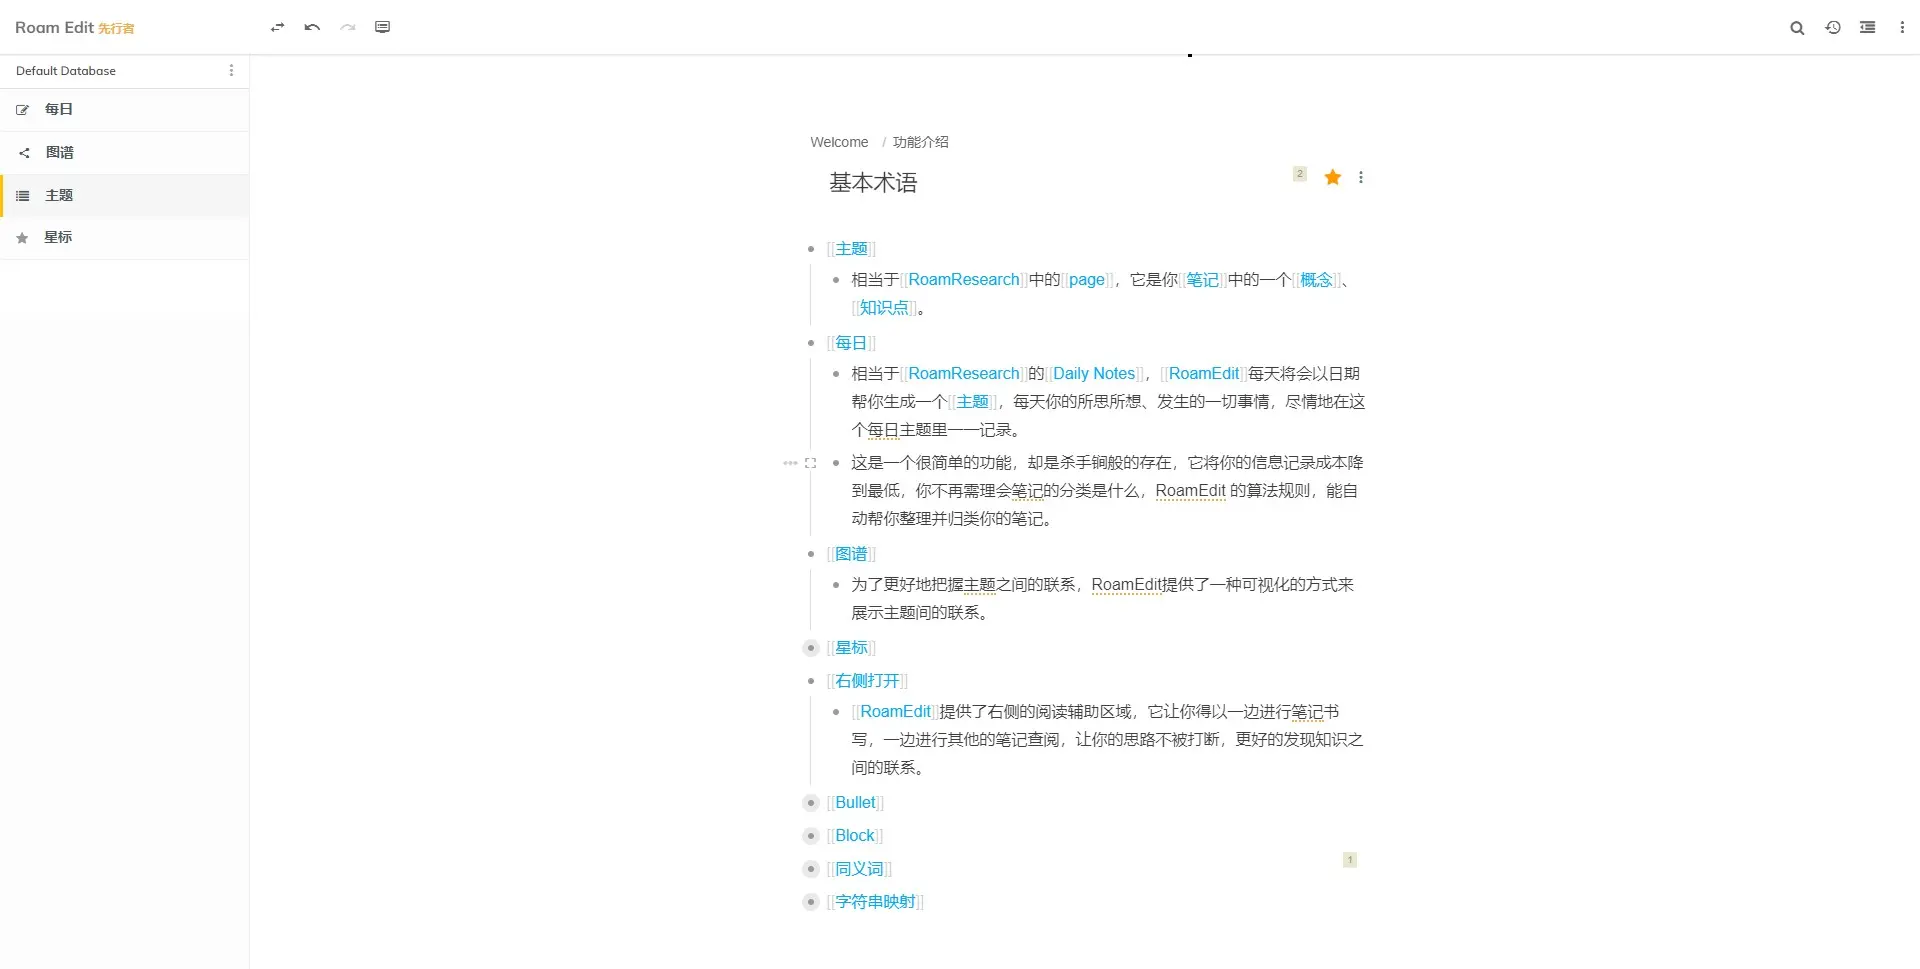 Roam Edit 先行者
Default Database
每日
图谱
主题
星标
Welcome / 功能介绍
基本术语
2
[[主题]]
相当于[[RoamResearch]]中的[[page]]，它是你[[笔记]]中的一个[[概念]]、
[[知识点]]。
[[每日]]
相当于[[RoamResearch]]的[[Daily Notes]]，[[RoamEdit]]每天将会以日期
帮你生成一个[[主题]]，每天你的所思所想、发生的一切事情，尽情地在这
个每日主题里一一记录。
这是一个很简单的功能，却是杀手锏般的存在，它将你的信息记录成本降
到最低，你不再需理会笔记的分类是什么，RoamEdit 的算法规则，能自
动帮你整理并归类你的笔记。
[[图谱]]
为了更好地把握主题之间的联系，RoamEdit提供了一种可视化的方式来
展示主题间的联系。
[[星标]]
[[右侧打开]]
[[RoamEdit]]提供了右侧的阅读辅助区域，它让你得以一边进行笔记书
写，一边进行其他的笔记查阅，让你的思路不被打断，更好的发现知识之
间的联系。
[[Bullet]]
[[Block]]
[[同义词]]
1
[[字符串映射]]